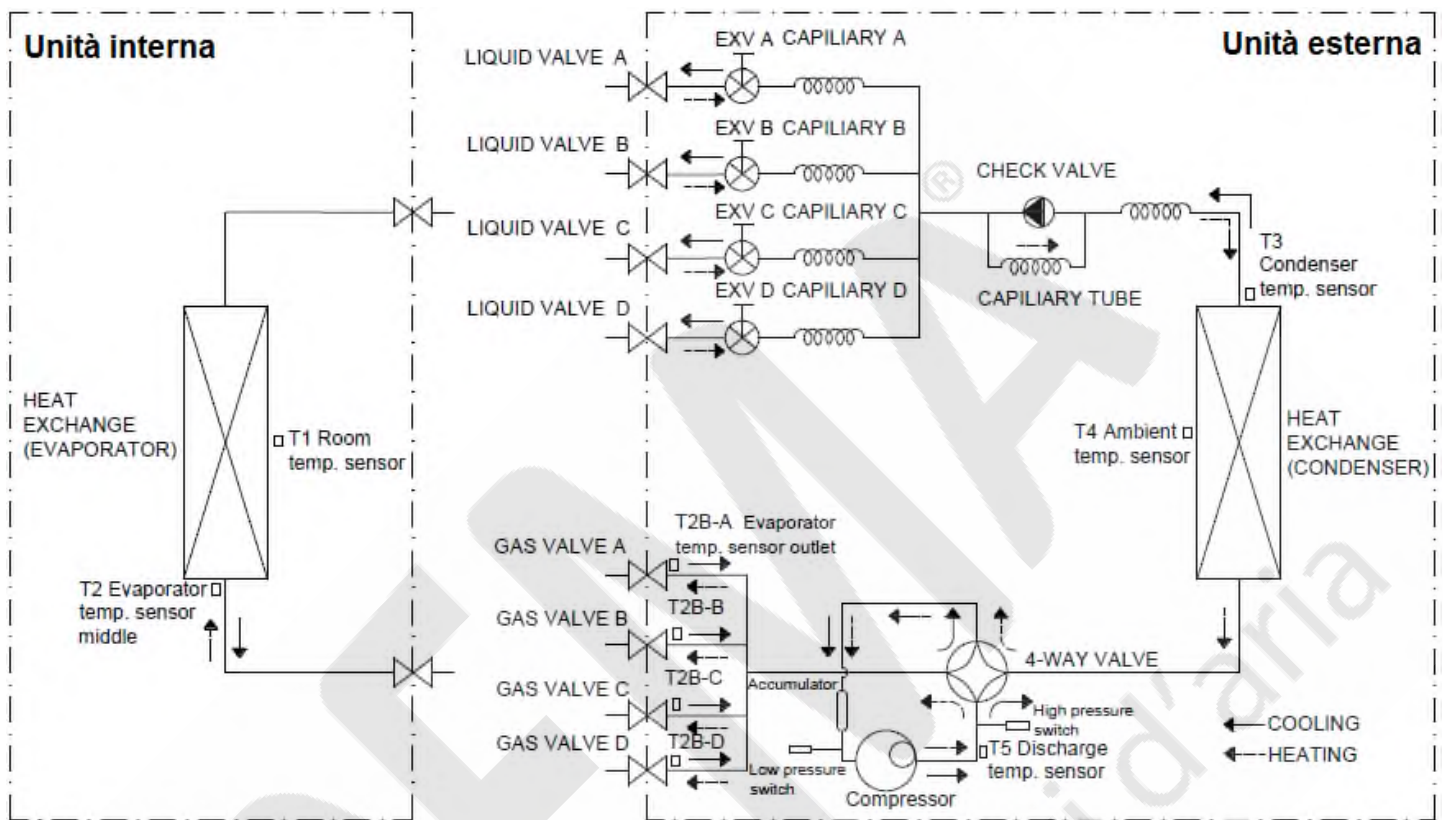 Unità interna
Unità esterna
LIQUID VALVE A
EXV A CAPILIARY A
LIQUID VALVE B
EXV B CAPILIARY B
LIQUID VALVE C
EXV C CAPILIARY C
LIQUID VALVE D
EXV D CAPILIARY D
CHECK VALVE
CAPILIARY TUBE
T3
Condenser
temp. sensor
HEAT
EXCHANGE
(EVAPORATOR)
T1 Room
temp. sensor
T4 Ambient
temp. sensor
HEAT
EXCHANGE
(CONDENSER)
T2 Evaporator
temp. sensor
middle
GAS VALVE A
T2B-A Evaporator
temp. sensor outlet
GAS VALVE B
T2B-B
GAS VALVE C
T2B-C
GAS VALVE D
T2B-D
Accumulator
4-WAY VALVE
High pressure
switch
Low pressure
switch
T5 Discharge
temp. sensor
Compressor
COOLING
HEATING
®
EMA
i d'aria